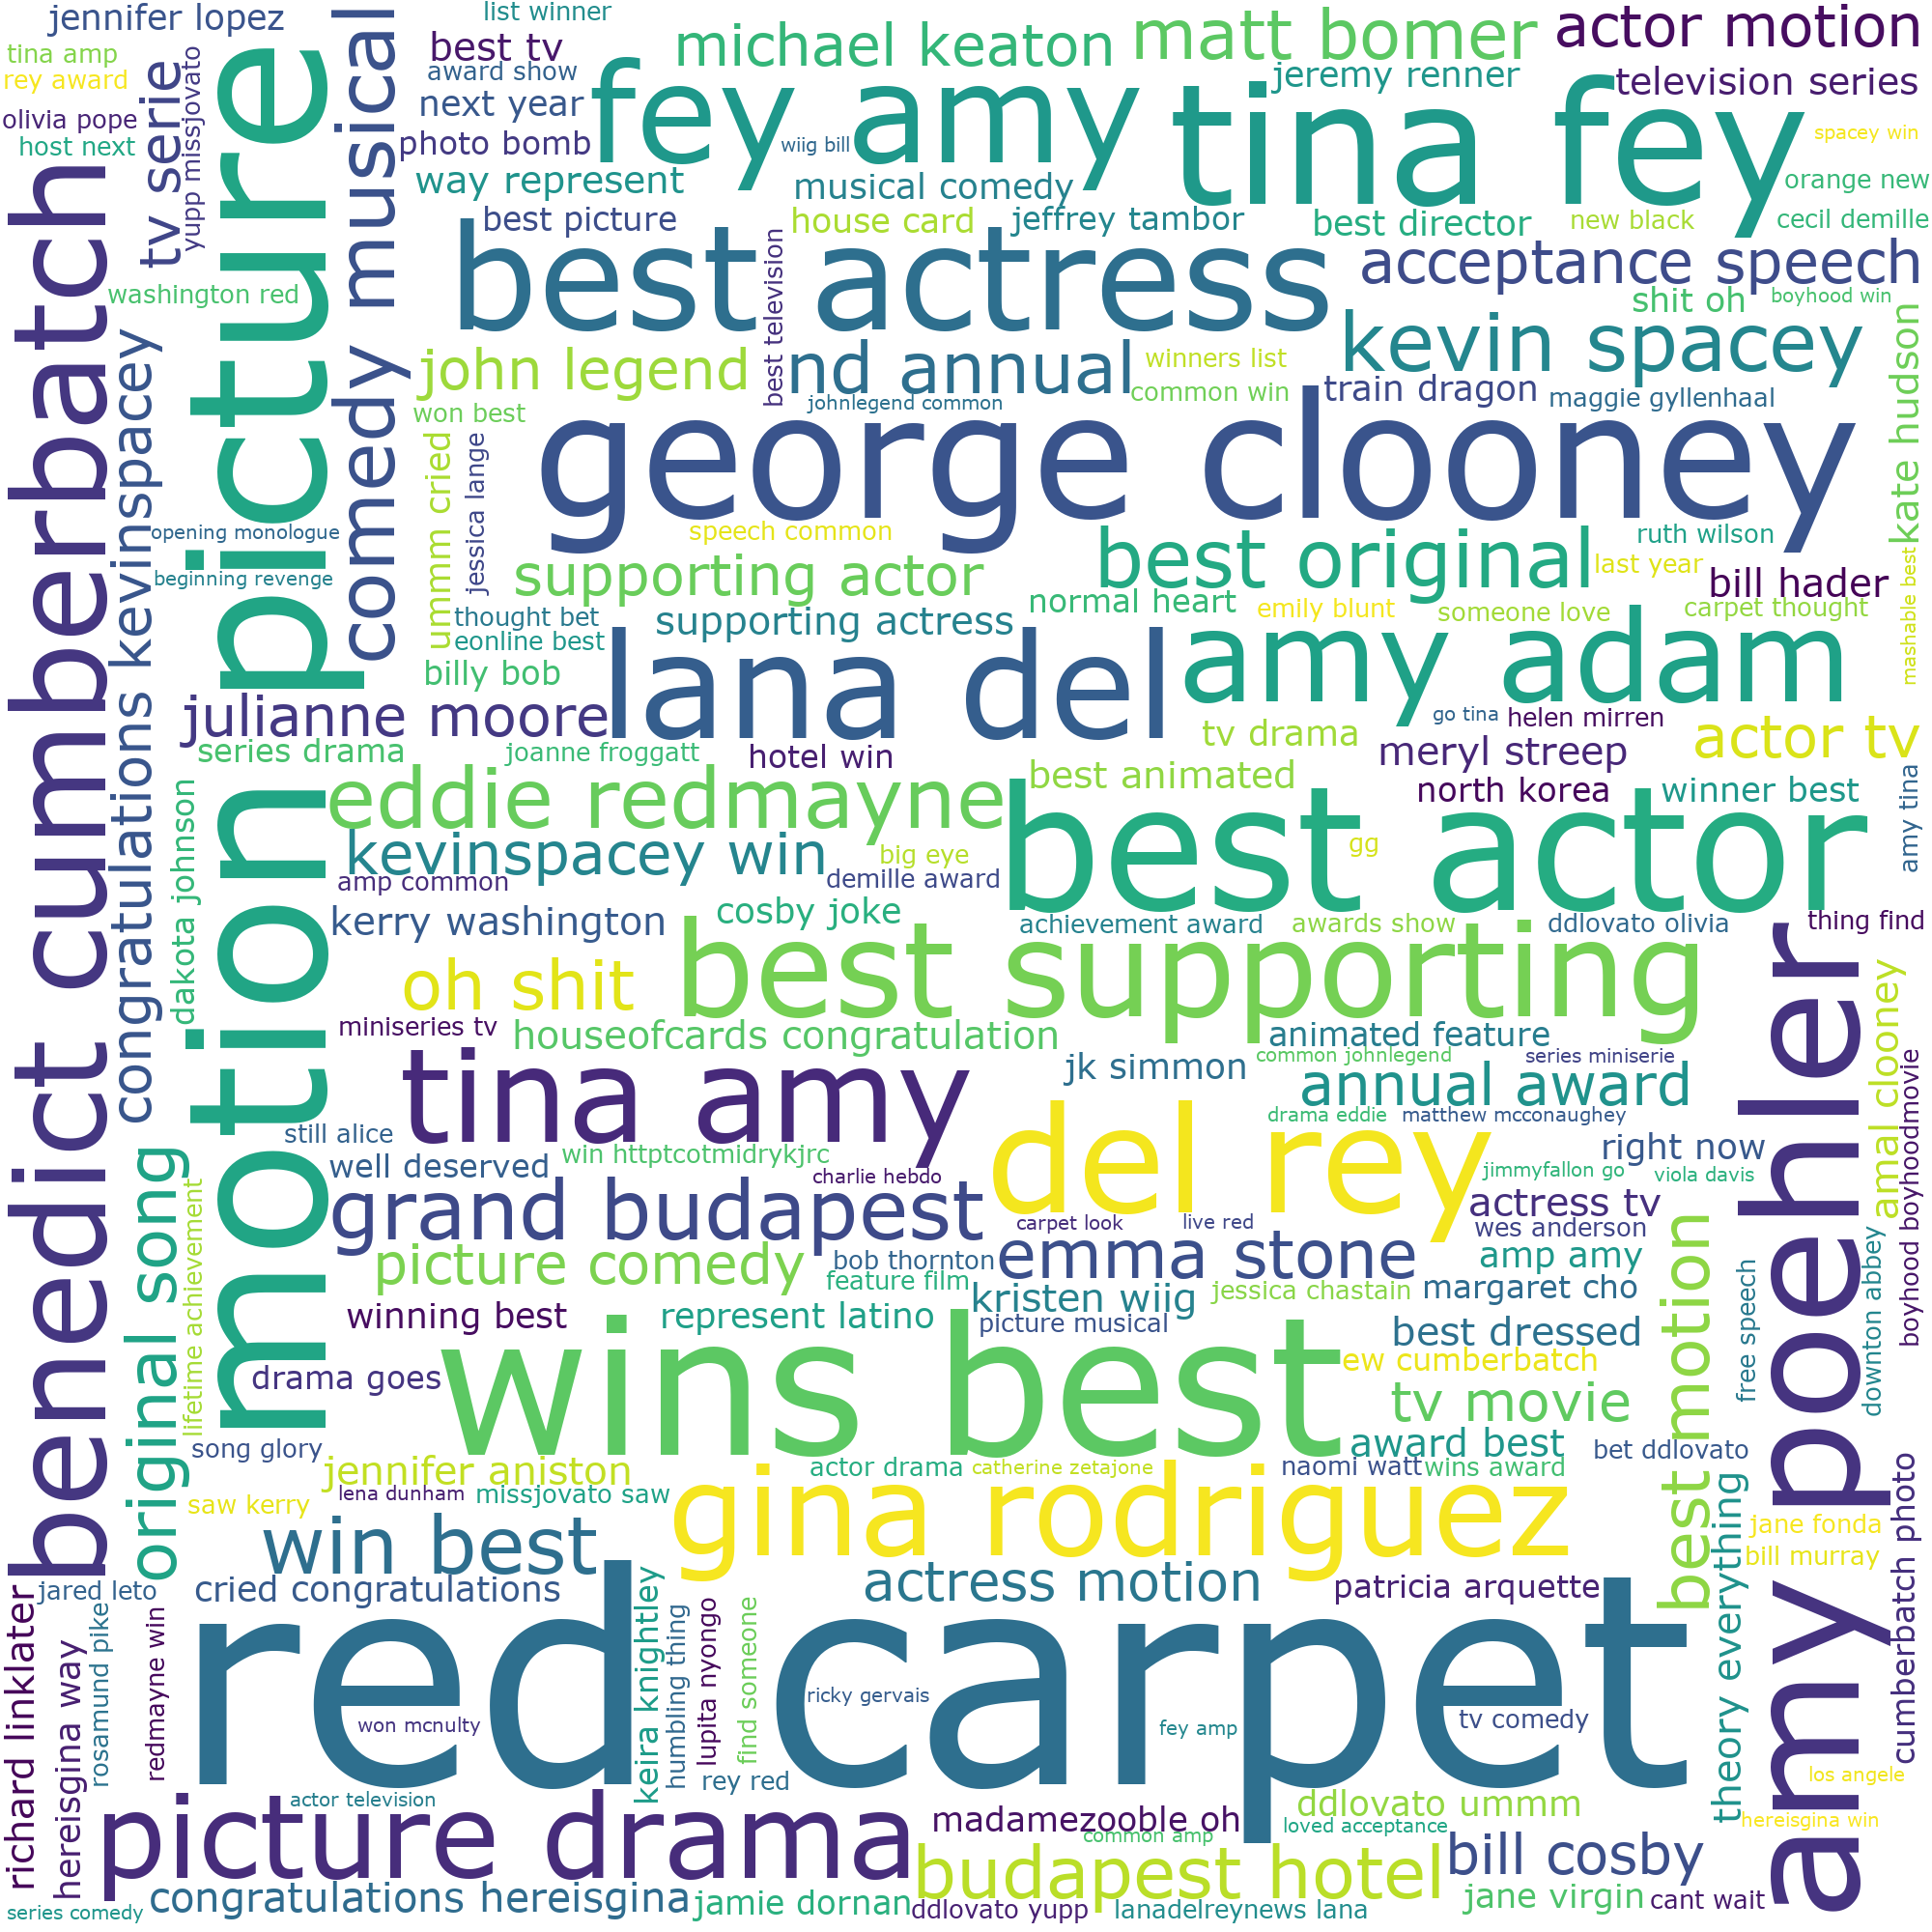 jennifer lopez
list winner
michael keaton
matt bomer
actor motion
tina amp
best tv
rey award
award show
jeremy renner
television series
tv serie
yupp missjovato
motion picture
comedy musical
next year
fey amy
tina fey
olivia pope
host next
photo bomb
wiig bill
spacey win
way represent
musical comedy
orange new
benedict cumberbatch
best picture
house card
jeffrey tambor
best director
new black
cecil demille
best actress
best television
acceptance speech
washington red
shit oh
boyhood win
congratulations kevinspacey
kevin spacey
kate hudson
john legend
nd annual
winners list
common win
train dragon
maggie gyllenhaal
won best
johnlegend common
george clooney
ummm cried
jessica lange
opening monologue
speech common
best original
ruth wilson
last year
mashable best
beginning revenge
supporting actor
bill hader
normal heart
emily blunt
someone love
carpet thought
thought bet
supporting actress
eonline best
lana del
amy adam
billy bob
julianne moore
go tina
helen mirren
series drama
joanne froggatt
hotel win
tv drama
meryl streep
actor tv
eddie redmayne
best animated
north korea
winner best
amy tina
dakota johnson
best actor
kevinspacey win
big eye
gg
amp common
demille award
kerry washington
cosby joke
achievement award
awards show
ddlovato olivia
thing find
amy poehler
oh shit
best supporting
amal clooney
miniseries tv
houseofcards congratulation
animated feature
tina amy
jk simmon
common johnlegend
series miniserie
boyhood boyhoodmovie
annual award
del rey
drama eddie
matthew mcconaughey
still alice
original song
well deserved
win httptcotmidrykjrc
right now
charlie hebdo
jimmyfallon go
viola davis
lifetime achievement
grand budapest
actress tv
carpet look
live red
wes anderson
best motion
picture comedy
bob thornton
emma stone
amp amy
free speech
downton abbey
feature film
kristen wiig
jessica chastain
margaret cho
winning best
represent latino
picture musical
best dressed
wins best
ew cumberbatch
drama goes
tv movie
song glory
award best
bet ddlovato
jennifer aniston
actor drama
catherine zetajone
naomi watt
wins award
cumberbatch photo
saw kerry
lena dunham
missjovato saw
gina rodriguez
theory everything
win best
jane fonda
bill murray
richard linklater
jared leto
cried congratulations
actress motion
patricia arquette
hereisgina way
rosamund pike
redmayne win
red carpet
keira knightley
humbling thing
lupita nyongo
find someone
ricky gervais
won mcnulty
fey amp
tv comedy
rey red
los angele
actor television
picture drama
madamezooble oh
ddlovato ummm
hereisgina win
common amp
loved acceptance
budapest hotel
bill cosby
congratulations hereisgina
jamie dornan
jane virgin
cant wait
series comedy
ddlovato yupp
lanadelreynews lana